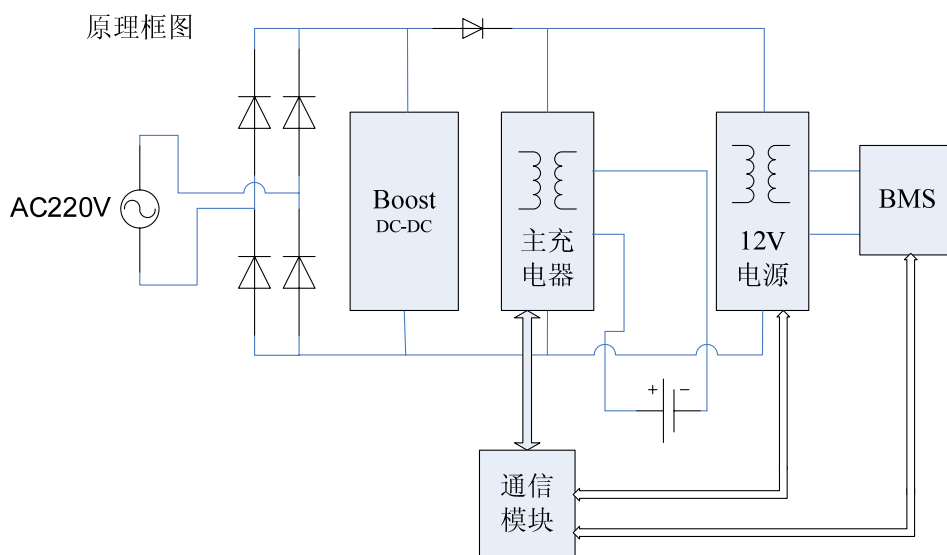 原理框图
AC220V
Boost
DC-DC
主充
电器
12V
电源
BMS
+ −
通信
模块